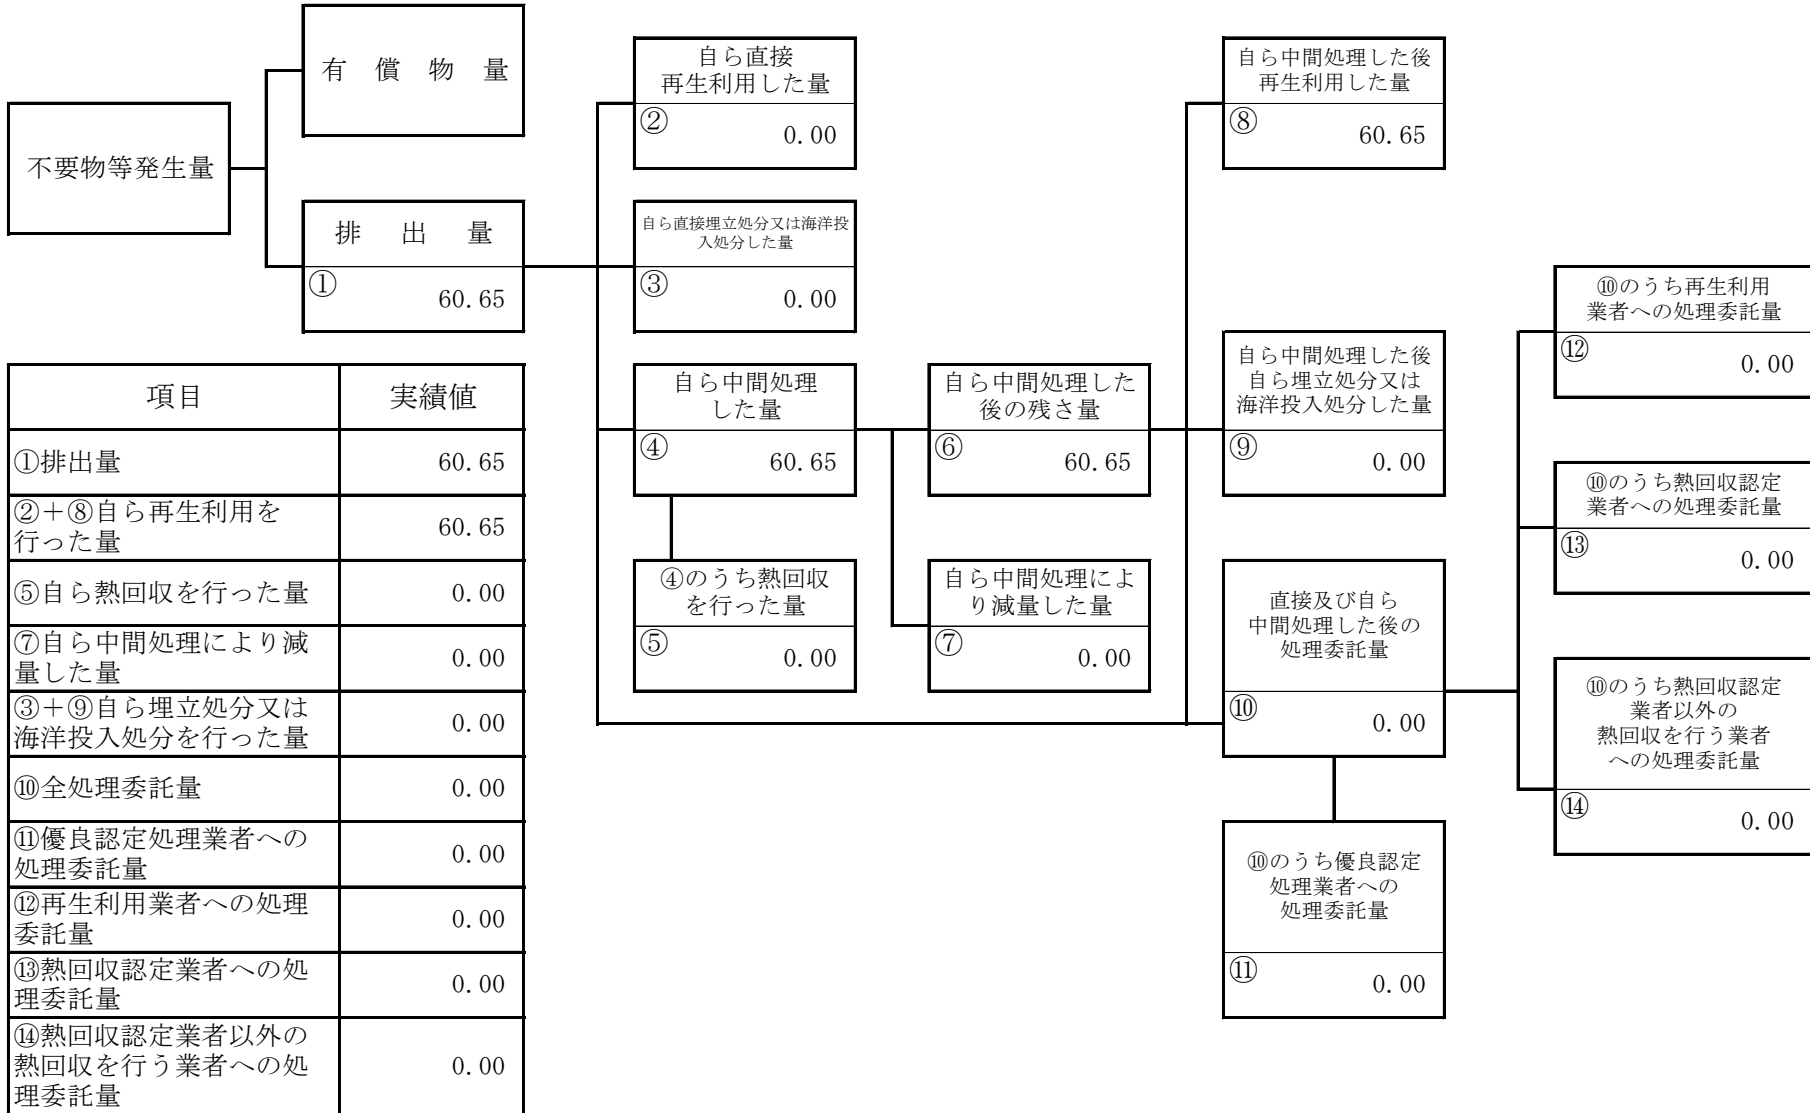 不要物等発生量
有 償 物 量
排 出 量
①
60.65
自ら直接
再生利用した量
②
0.00
自ら直接埋立処分又は海洋投
入処分した量
③
0.00
自ら中間処理
した量
④
60.65
④のうち熱回収
を行った量
⑤
0.00
自ら中間処理した
後の残さ量
⑥
60.65
自ら中間処理によ
り減量した量
⑦
0.00
自ら中間処理した後
再生利用した量
⑧
60.65
自ら中間処理した後
自ら埋立処分又は
海洋投入処分した量
⑨
0.00
直接及び自ら
中間処理した後の
処理委託量
⑩
0.00
⑩のうち優良認定
処理業者への
処理委託量
⑪
0.00
⑩のうち再生利用
業者への処理委託量
⑫
0.00
⑩のうち熱回収認定
業者への処理委託量
⑬
0.00
⑩のうち熱回収認定
業者以外の
熱回収を行う業者
への処理委託量
⑭
0.00
項目 実績値
①排出量 60.65
②＋⑧自ら再生利用を
行った量
60.65
⑤自ら熱回収を行った量 0.00
⑦自ら中間処理により減
量した量
0.00
③＋⑨自ら埋立処分又は
海洋投入処分を行った量
0.00
⑩全処理委託量 0.00
⑪優良認定処理業者への
処理委託量
0.00
⑫再生利用業者への処理
委託量
0.00
⑬熱回収認定業者への処
理委託量
0.00
⑭熱回収認定業者以外の
熱回収を行う業者への処
理委託量
0.00